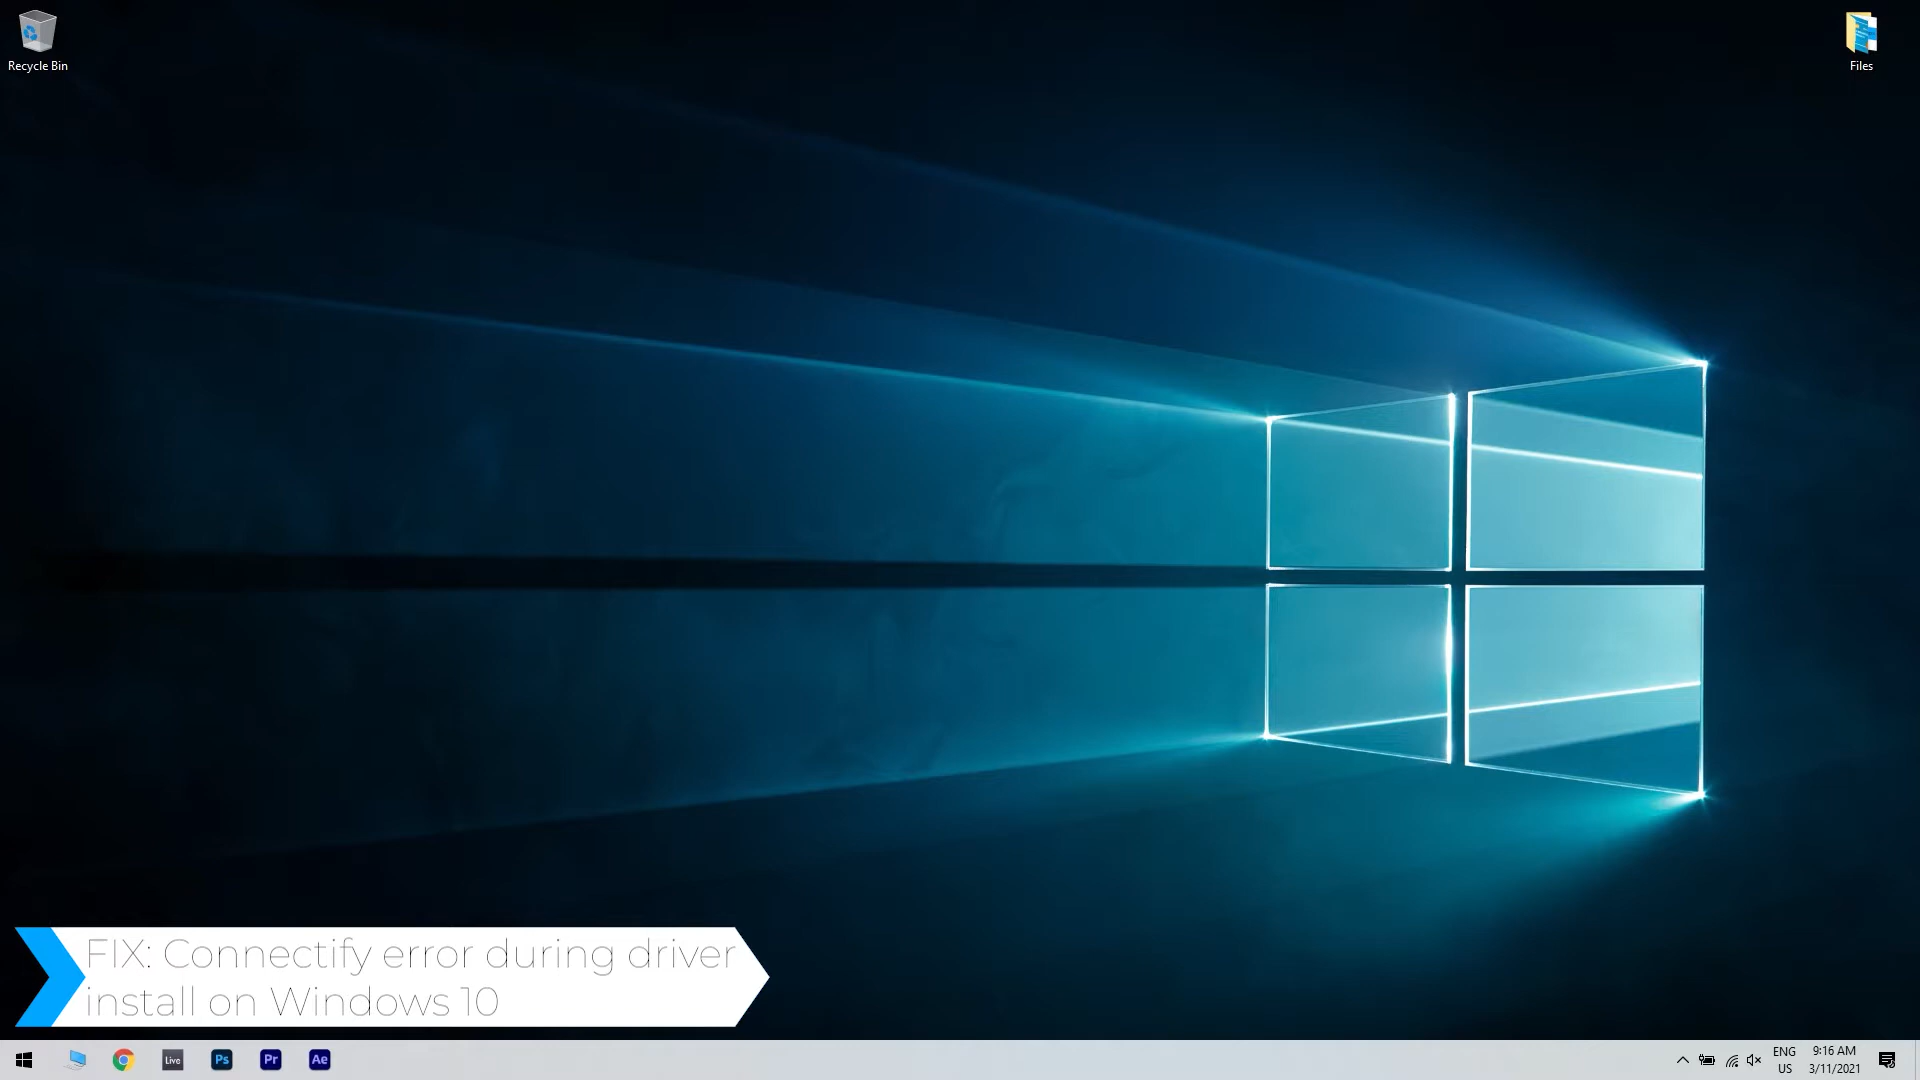 Recycle Bin
Files
FIX: Connectify error during driver
install on Windows 10
Live
Ps
Pr
Ae
ENG
US
9:16 AM
3/11/2021